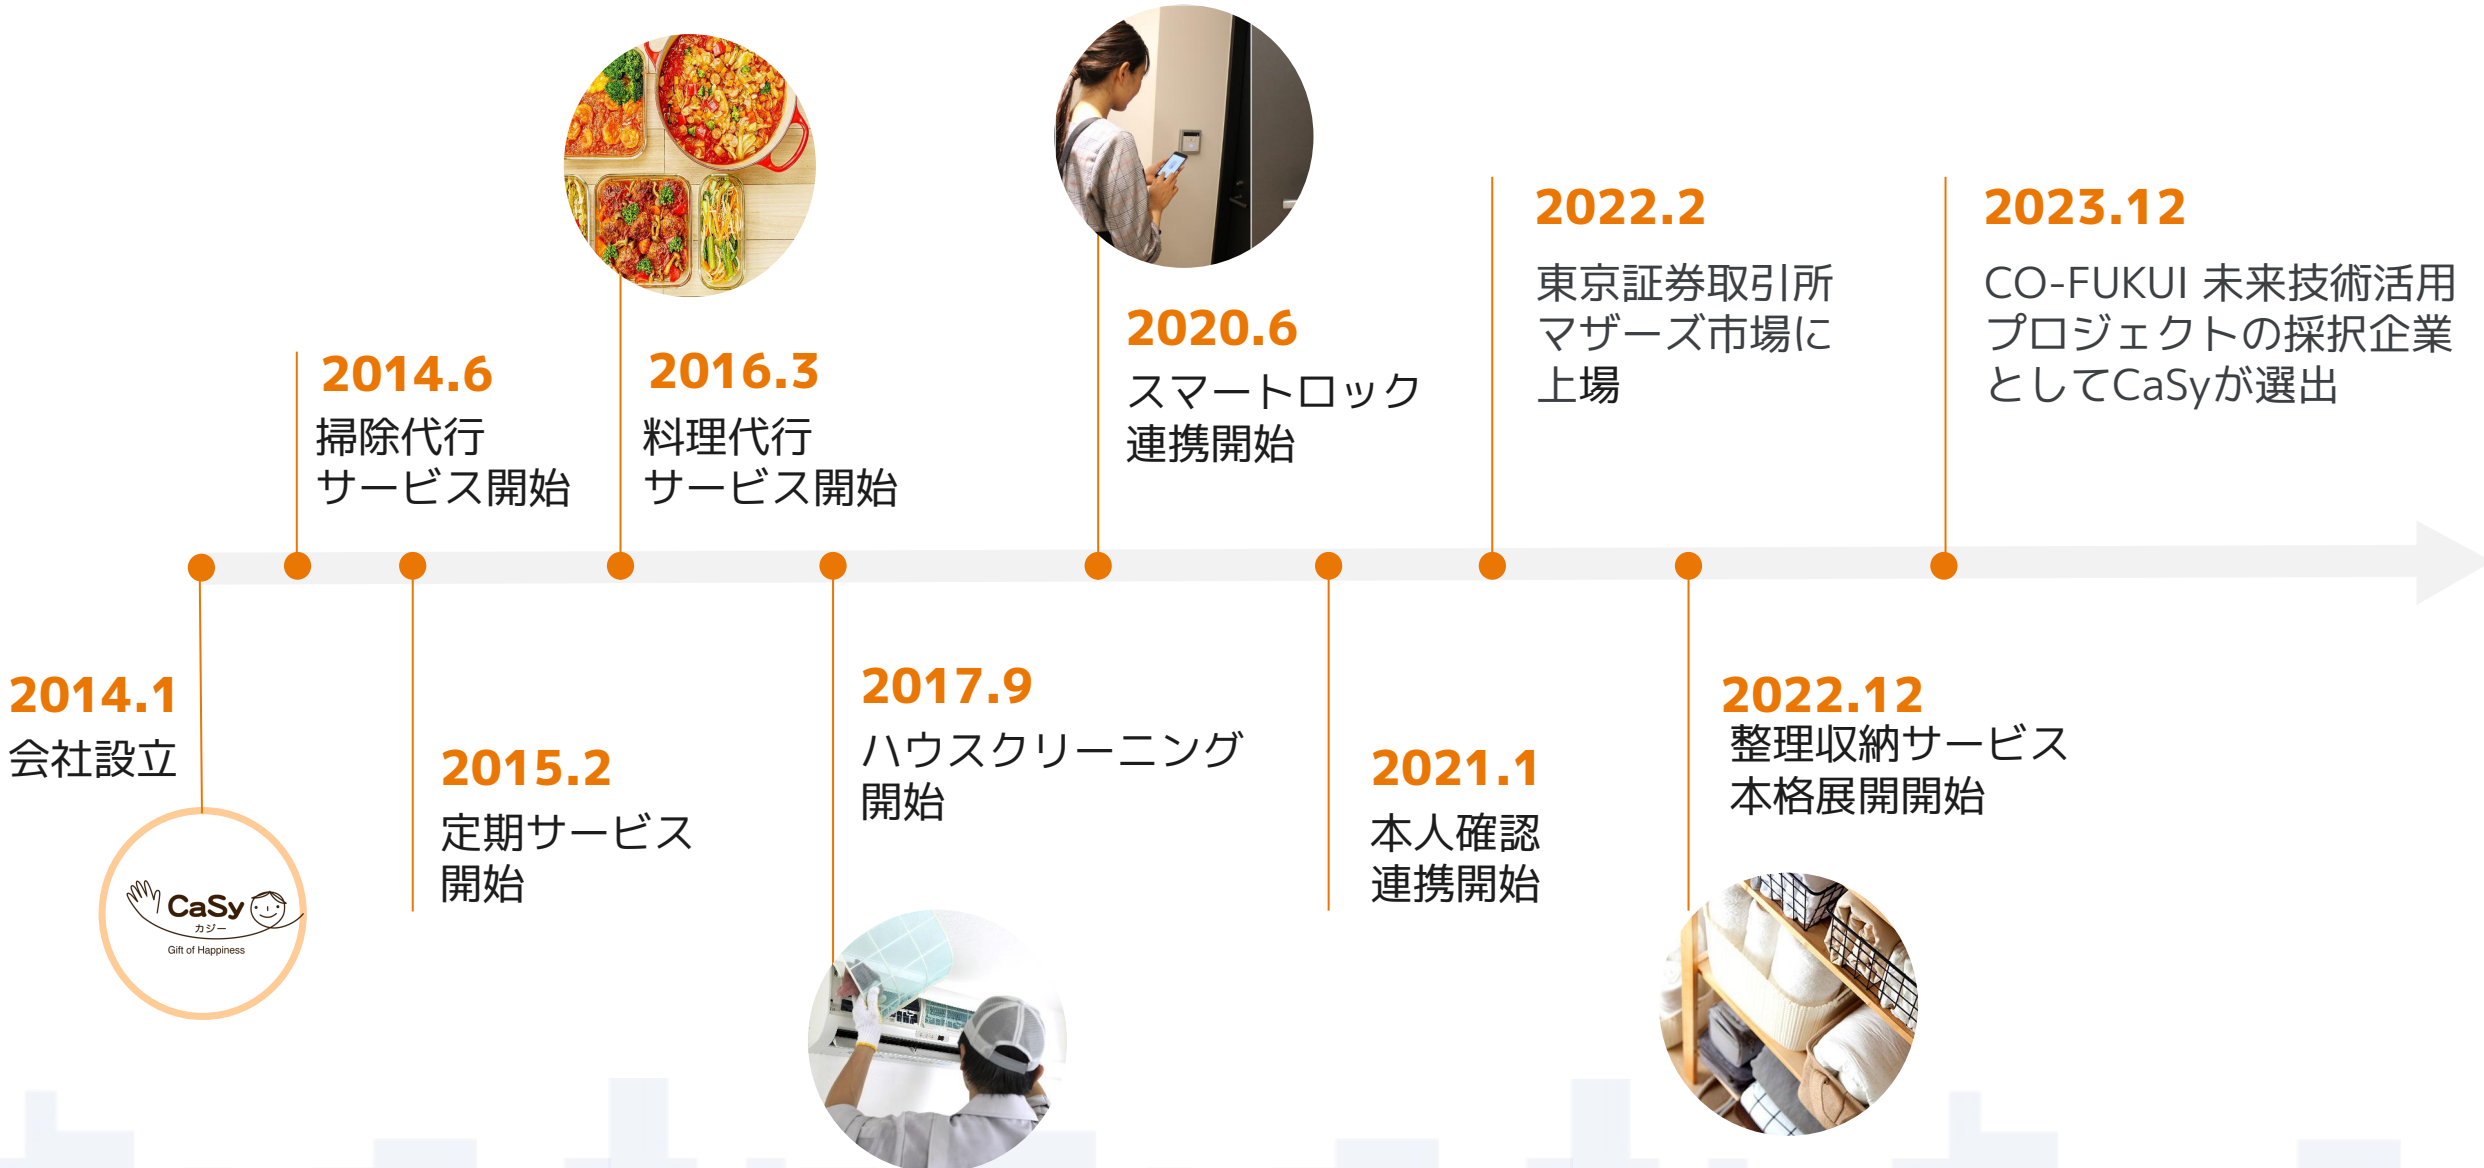 2014.1
会社設立
CaSy
カジー
Gift of Happiness
2014.6
掃除代行
サービス開始
2015.2
定期サービス
開始
2016.3
料理代行
サービス開始
2017.9
ハウスクリーニング
開始
2020.6
スマートロック
連携開始
2021.1
本人確認
連携開始
2022.2
東京証券取引所
マザーズ市場に
上場
2022.12
整理収納サービス
本格展開開始
2023.12
CO-FUKUI 未来技術活用
プロジェクトの採択企業
としてCaSyが選出